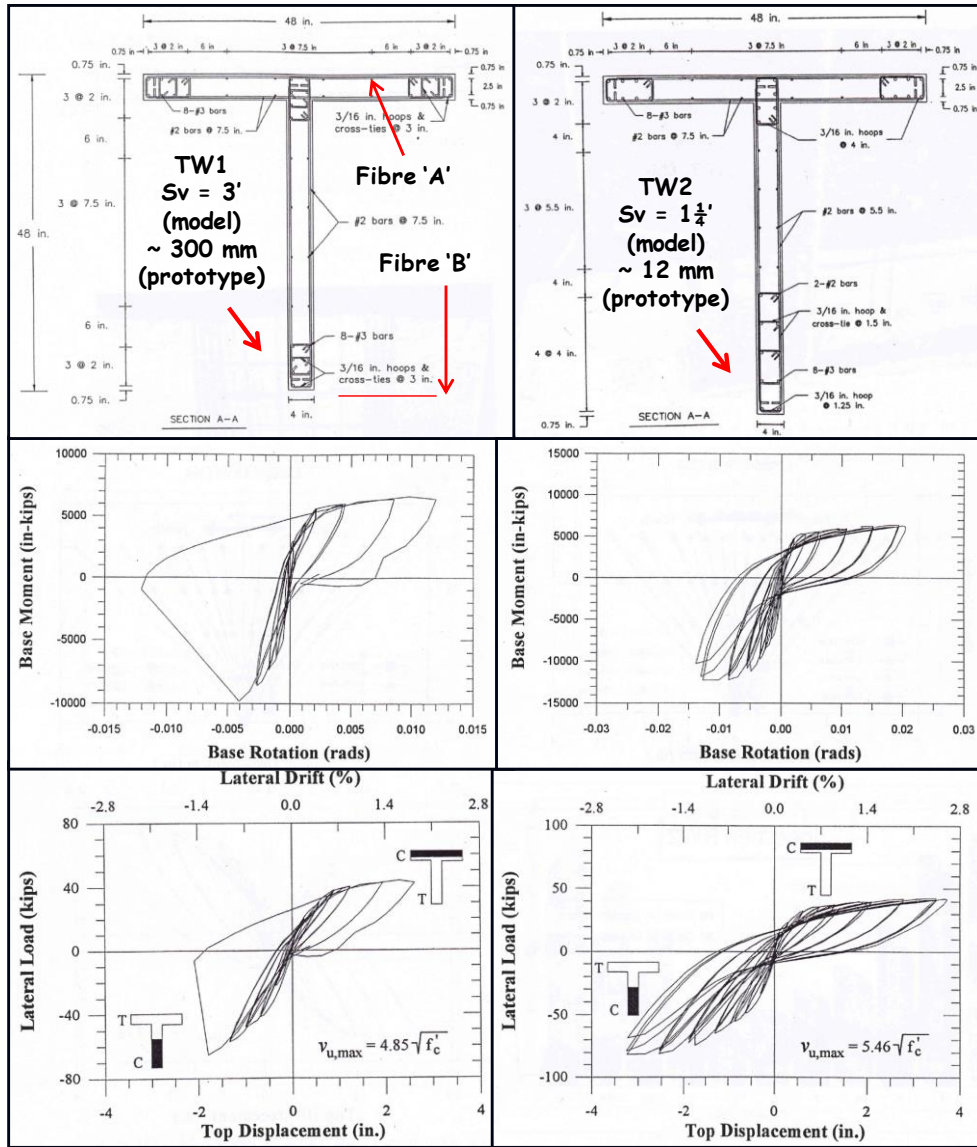 48 in.
0.75 in
3 @ 2 in
6 in
3 @ 7.5 in
6 in
3 @ 2 in
0.75 in
0.75 in.
3 @ 2 in
6 in.
3 @ 7.5 in.
6 in.
3 @ 2 in.
0.75 in.
48 in.
0.75 in
2.5 in
0.75 in
8-#3 bars
#2 bars @ 7.5 in.
3/16 in. hoops &
cross-ties @ 3 in.
TW1
Sv = 3'
(model)
~ 300 mm
(prototype)
Fibre 'A'
#2 bars @ 7.5 in.
Fibre 'B'
8-#3 bars
3/16 in. hoops &
cross-ties @ 3 in.
4 in.
SECTION A-A
48 in.
0.75 in
3 @ 2 in
6 in
3 @ 7.5 in
6 in
3 @ 2 in
0.75 in
0.75 in.
3 @ 2 in
4 in.
3 @ 5.5 in.
4 in.
4 @ 4 in.
0.75 in.
0.75 in
2.5 in
0.75 in
8-#3 bars
#2 bars @ 7.5 in.
3/16 in. hoops
@ 4 in.
TW2
Sv = 1¼'
(model)
~ 12 mm
(prototype)
#2 bars @ 5.5 in.
2-#2 bars
3/16 in. hoop &
cross-tie @ 1.5 in.
8-#3 bars
3/16 in. hoop
@ 1.25 in.
4 in.
SECTION A-A
Base Moment (in-kips)
10000
5000
0
-5000
-10000
-0.015
-0.010
-0.005
0.000
0.005
0.010
0.015
Base Rotation (rads)
Base Moment (in-kips)
15000
10000
5000
0
-5000
-10000
-15000
-0.03
-0.02
-0.01
0.00
0.01
0.02
0.03
Base Rotation (rads)
Lateral Drift (%)
-2.8
-1.4
0.0
1.4
2.8
Lateral Load (kips)
80
40
0
-40
-80
C
T
T
C
vu,max = 4.85√f'c
-4
-2
0
2
4
Top Displacement (in.)
Lateral Drift (%)
-2.8
-1.4
0.0
1.4
2.8
Lateral Load (kips)
100
50
0
-50
-100
C
T
T
C
vu,max = 5.46√f'c
-4
-2
0
2
4
Top Displacement (in.)